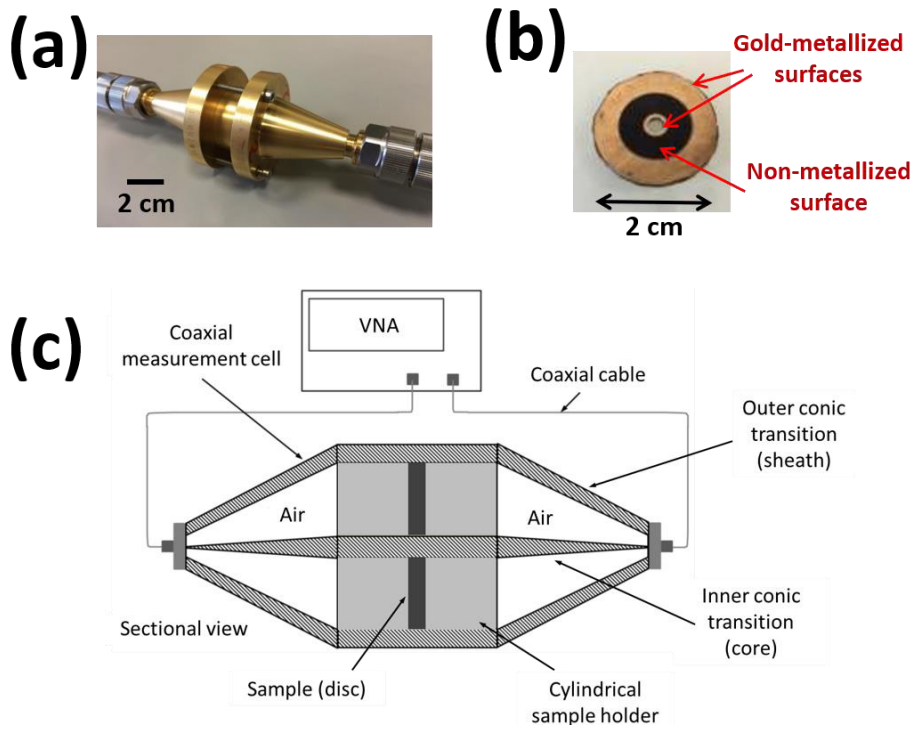 (a)
2 cm
(b)
Gold-metallized
surfaces
Non-metallized
surface
2 cm
(c)
VNA
Coaxial
measurement cell
Coaxial cable
Outer conic
transition
(sheath)
Air
Air
Inner conic
transition
(core)
Sectional view
Sample (disc)
Cylindrical
sample holder